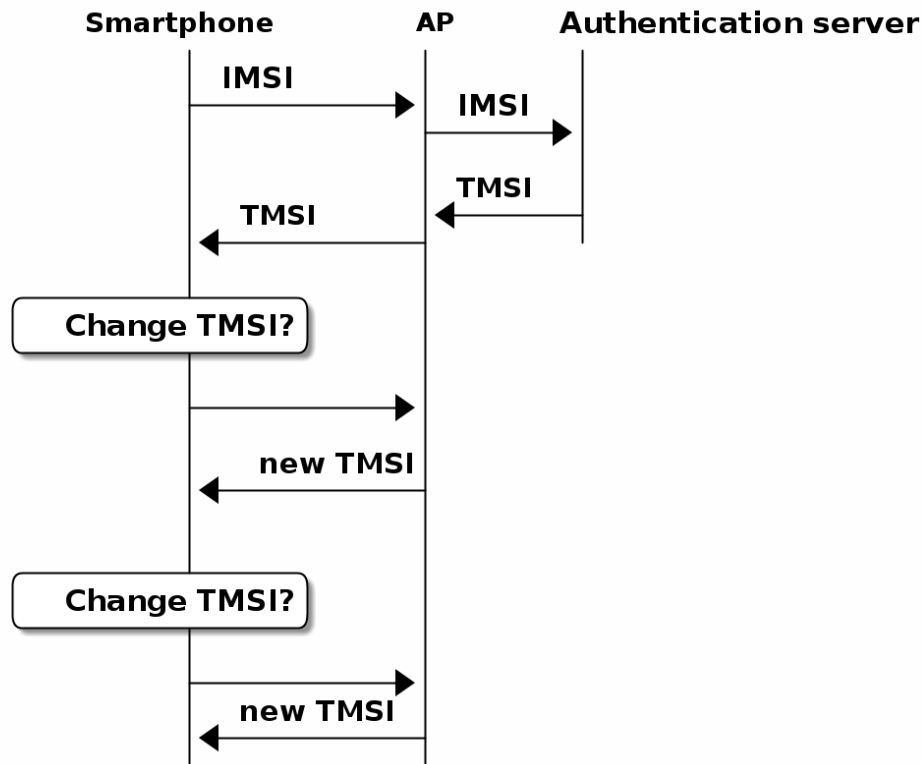 Smartphone AP Authentication server
IMSI
IMSI
TMSI
TMSI
Change TMSI?
new TMSI
Change TMSI?
new TMSI